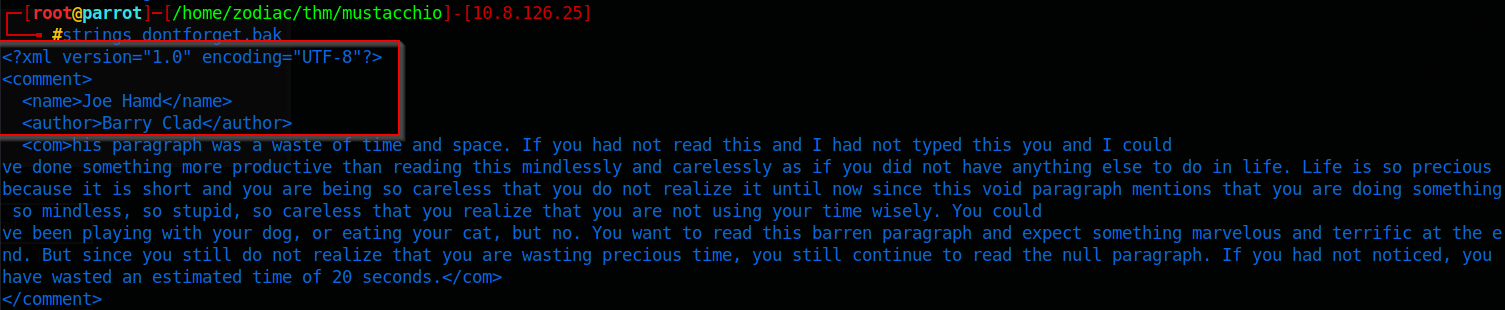 ┌─[root@parrot]─[/home/zodiac/thm/mustacchio]-[10.8.126.25]
└──╼ #strings dontforget.bak
<?xml version="1.0" encoding="UTF-8"?>
<comment>
  <name>Joe Hamd</name>
  <author>Barry Clad</author>
  <com>his paragraph was a waste of time and space. If you had not read this and I had not typed this you and I could
ve done something more productive than reading this mindlessly and carelessly as if you did not have anything else to do in life. Life is so precious
because it is short and you are being so careless that you do not realize it until now since this void paragraph mentions that you are doing something
 so mindless, so stupid, so careless that you realize that you are not using your time wisely. You could
ve been playing with your dog, or eating your cat, but no. You want to read this barren paragraph and expect something marvelous and terrific at the e
nd. But since you still do not realize that you are wasting precious time, you still continue to read the null paragraph. If you had not noticed, you
have wasted an estimated time of 20 seconds.</com>
</comment>